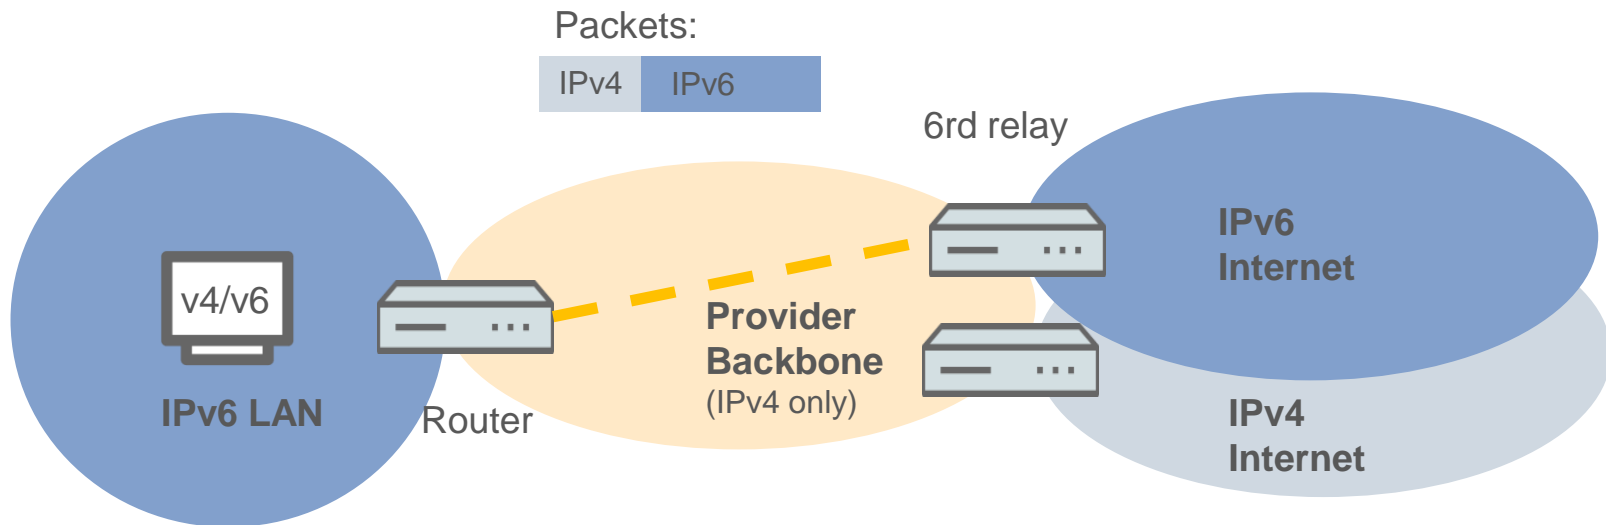 Packets:
IPv4 IPv6
6rd relay
v4/v6
IPv6 LAN
Router
Provider
Backbone
(IPv4 only)
IPv6
Internet
IPv4
Internet